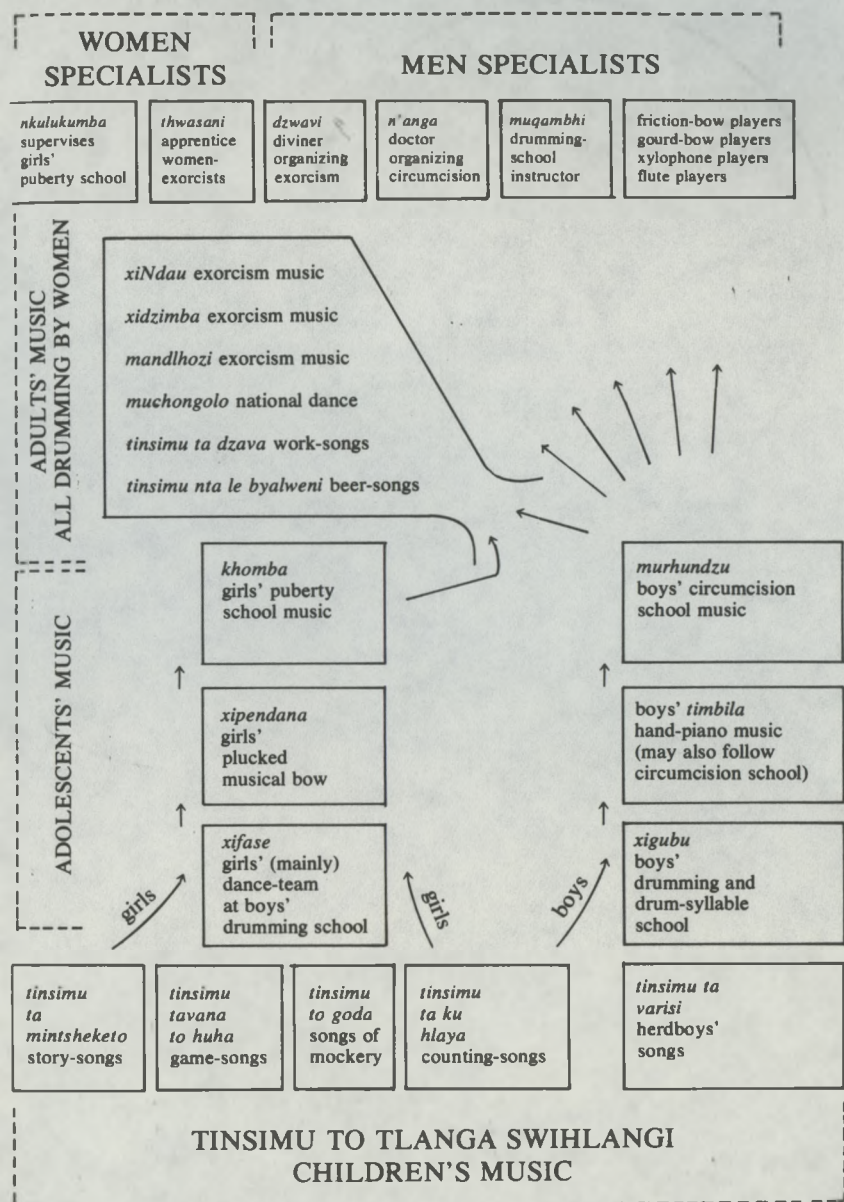 WOMEN
SPECIALISTS
MEN SPECIALISTS
nkulukumba
supervises
girls'
puberty school
thwasani
apprentice
women-
exorcists
dzwavi
diviner
organizing
exorcism
n'anga
doctor
organizing
circumcision
muqambhi
drumming-
school
instructor
friction-bow players
gourd-bow players
xylophone players
flute players
ADULTS' MUSIC
ALL DRUMMING BY WOMEN
xiNdau exorcism music
xidzimba exorcism music
mandlhozi exorcism music
muchongolo national dance
tinsimu ta dzava work-songs
tinsimu nta le byalweni beer-songs
ADOLESCENTS' MUSIC
khomba
girls' puberty
school music
murhundzu
boys' circumcision
school music
xipendana
girls'
plucked
musical bow
boys' timbila
hand-piano music
(may also follow
circumcision school)
xifase
girls' (mainly)
dance-team
at boys'
drumming school
xigubu
boys'
drumming and
drum-syllable
school
girls
girls
boys
tinsimu
ta
mintsheketo
story-songs
tinsimu
tavana
to huha
game-songs
tinsimu
to goda
songs of
mockery
tinsimu
ta ku
hlaya
counting-songs
tinsimu ta
varisi
herdboys'
songs
TINSIMU TO TLANGA SWIHLANGI
CHILDREN'S MUSIC